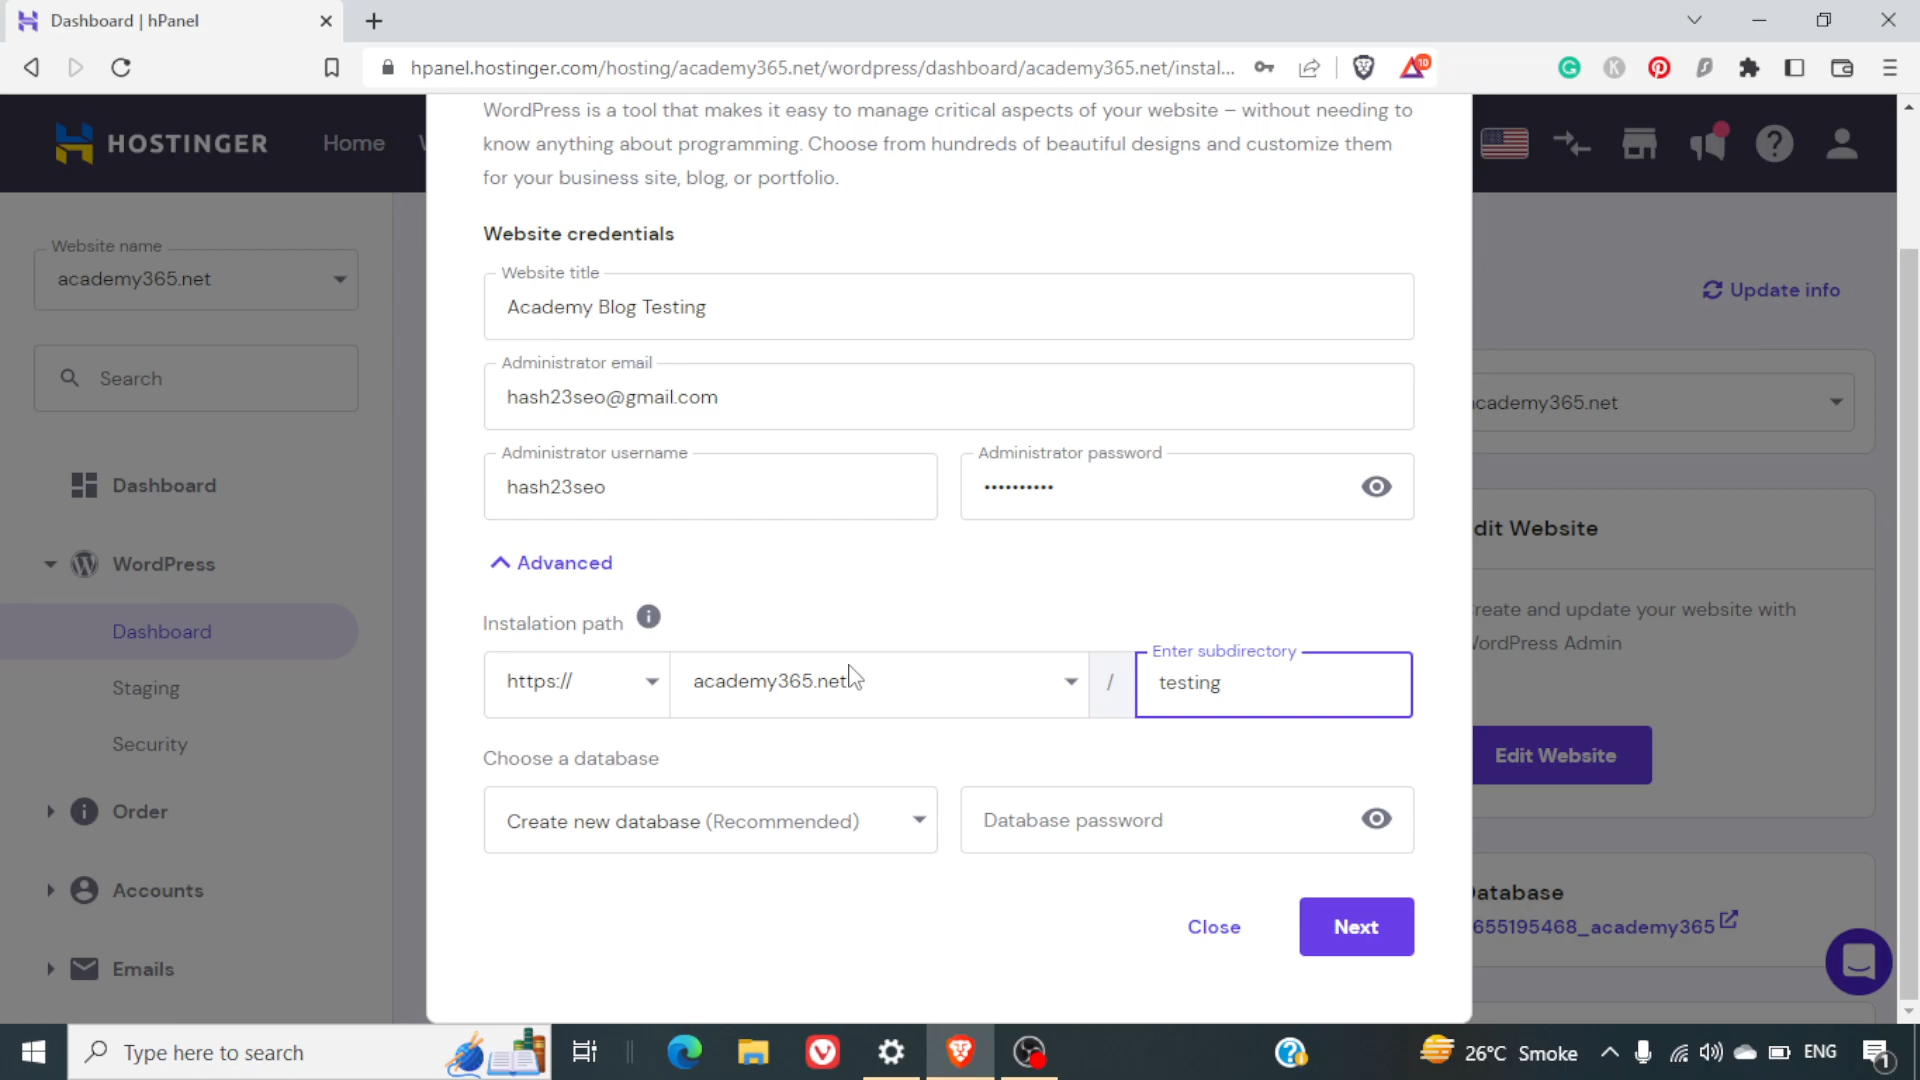 Dashboard | hPanel
hpanel.hostinger.com/hosting/academy365.net/wordpress/dashboard/academy365.net/instal...
10
HOSTINGER
Home
WordPress is a tool that makes it easy to manage critical aspects of your website – without needing to
know anything about programming. Choose from hundreds of beautiful designs and customize them
for your business site, blog, or portfolio.
Website name
academy365.net
Search
Dashboard
WordPress
Dashboard
Staging
Security
Order
Accounts
Emails
Website credentials
Website title
Academy Blog Testing
Administrator email
hash23seo@gmail.com
Administrator username
hash23seo
Administrator password
••••••••••
Advanced
Instalation path
https://
academy365.net
/
Enter subdirectory
testing
Choose a database
Create new database (Recommended)
Database password
Close
Next
Update info
cademy365.net
dit Website
reate and update your website with
WordPress Admin
Edit Website
atabase
655195468_academy365
Type here to search
26°C Smoke
ENG
1